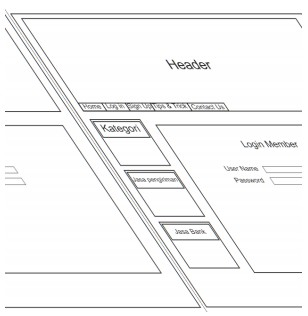 Header
Home Log in Sign Up Tips & Trick Contact Us
Kategori
Login Member
User Name
Password
Jasa pengiriman
Jasa Bank